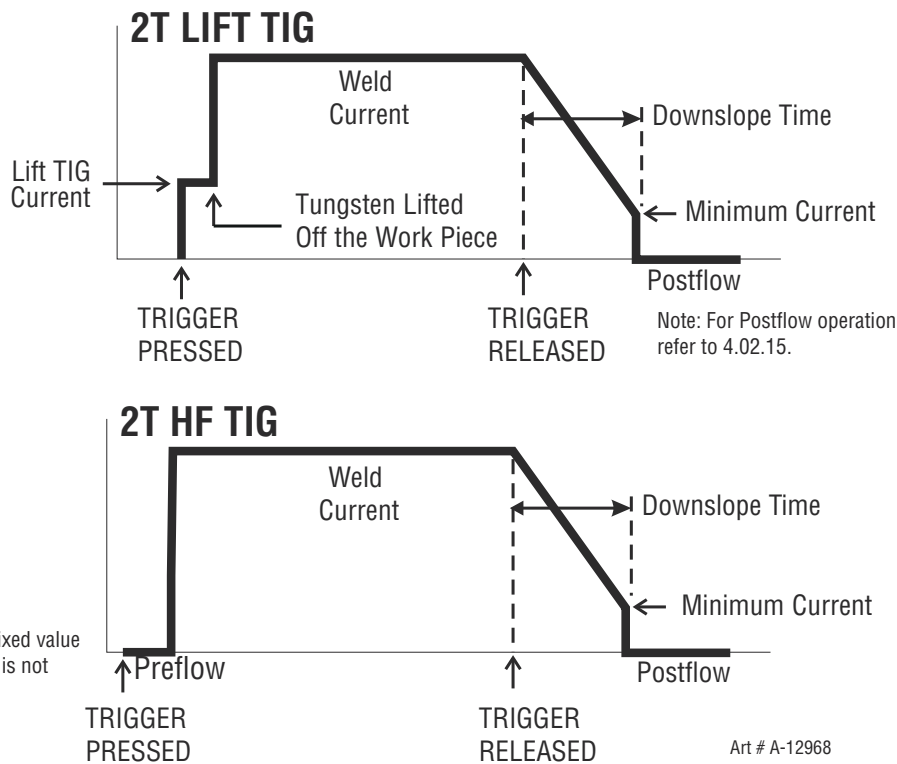 2T LIFT TIG
Weld
Current
Downslope Time
Lift TIG
Current
Tungsten Lifted
Off the Work Piece
Minimum Current
Postflow
TRIGGER
PRESSED
TRIGGER
RELEASED
Note: For Postflow operation
refer to 4.02.15.
2T HF TIG
Weld
Current
Downslope Time
Minimum Current
value
is not
Preflow
Postflow
TRIGGER
PRESSED
TRIGGER
RELEASED
Art # A-12968